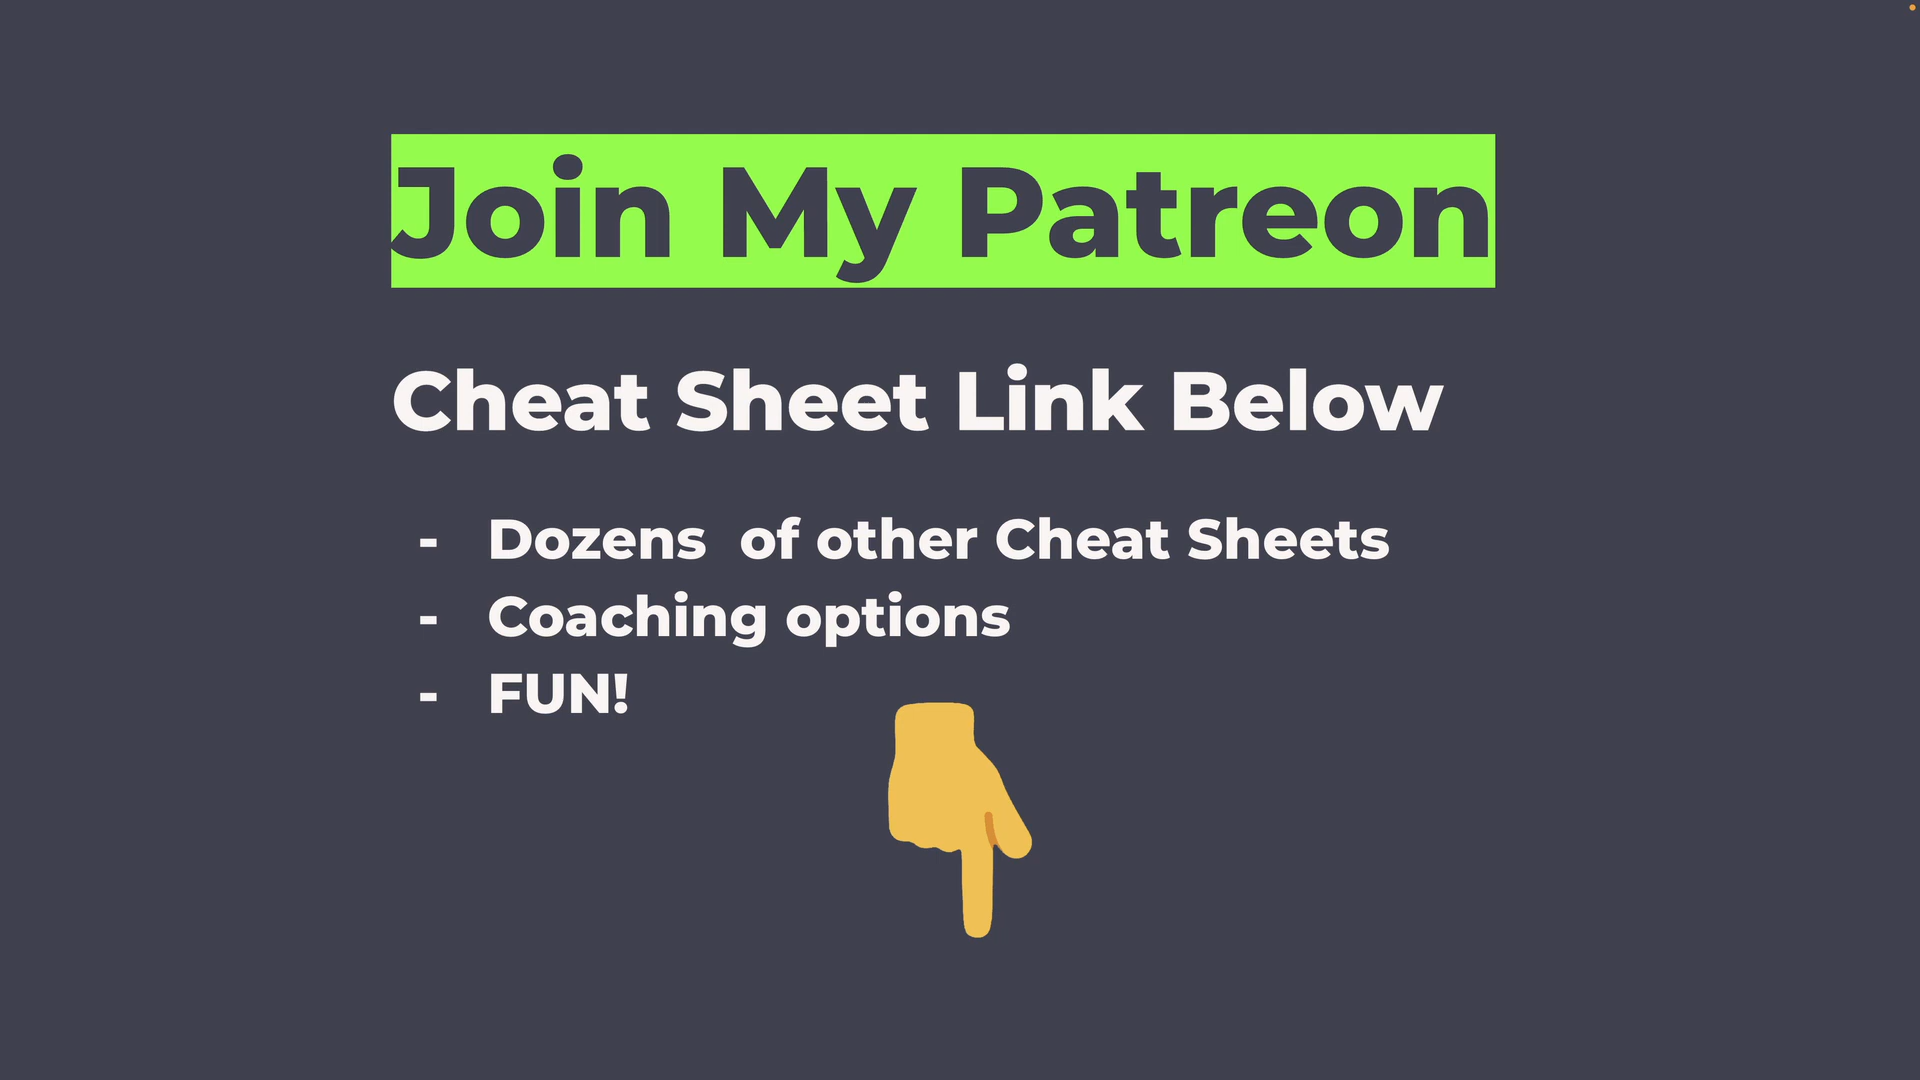 Join My Patreon
Cheat Sheet Link Below
- Dozens  of other Cheat Sheets
- Coaching options
- FUN!